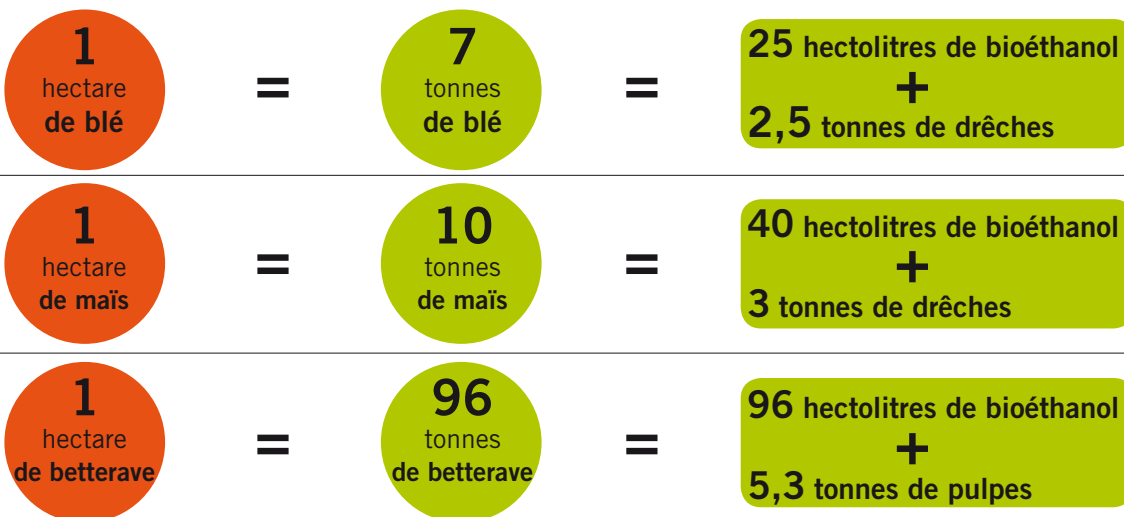 1
hectare
de blé
=
7
tonnes
de blé
=
25 hectolitres de bioéthanol
+
2,5 tonnes de drêches
1
hectare
de maïs
=
10
tonnes
de maïs
=
40 hectolitres de bioéthanol
+
3 tonnes de drêches
1
hectare
de betterave
=
96
tonnes
de betterave
=
96 hectolitres de bioéthanol
+
5,3 tonnes de pulpes